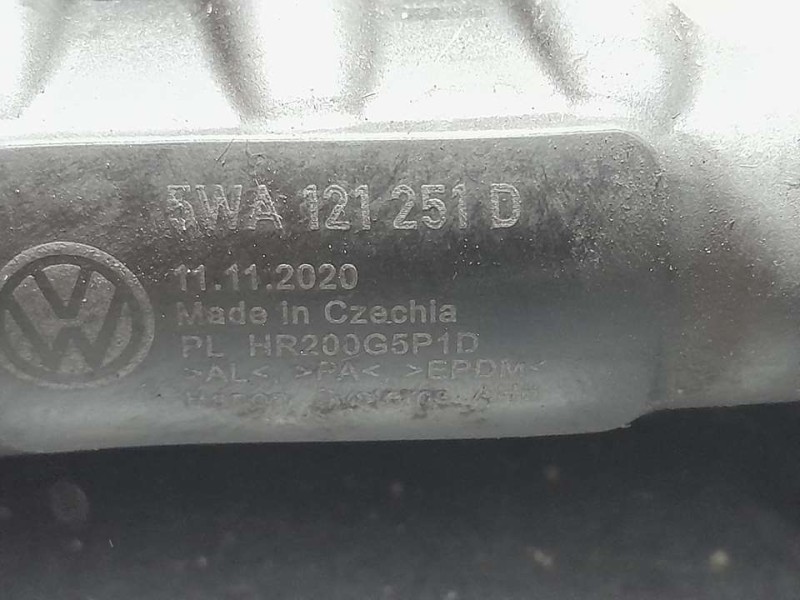 5WA 121 251 D
11.11.2020
Made in Czechia
PL HR200G5P1D
>AL< >PA< >EPDM<